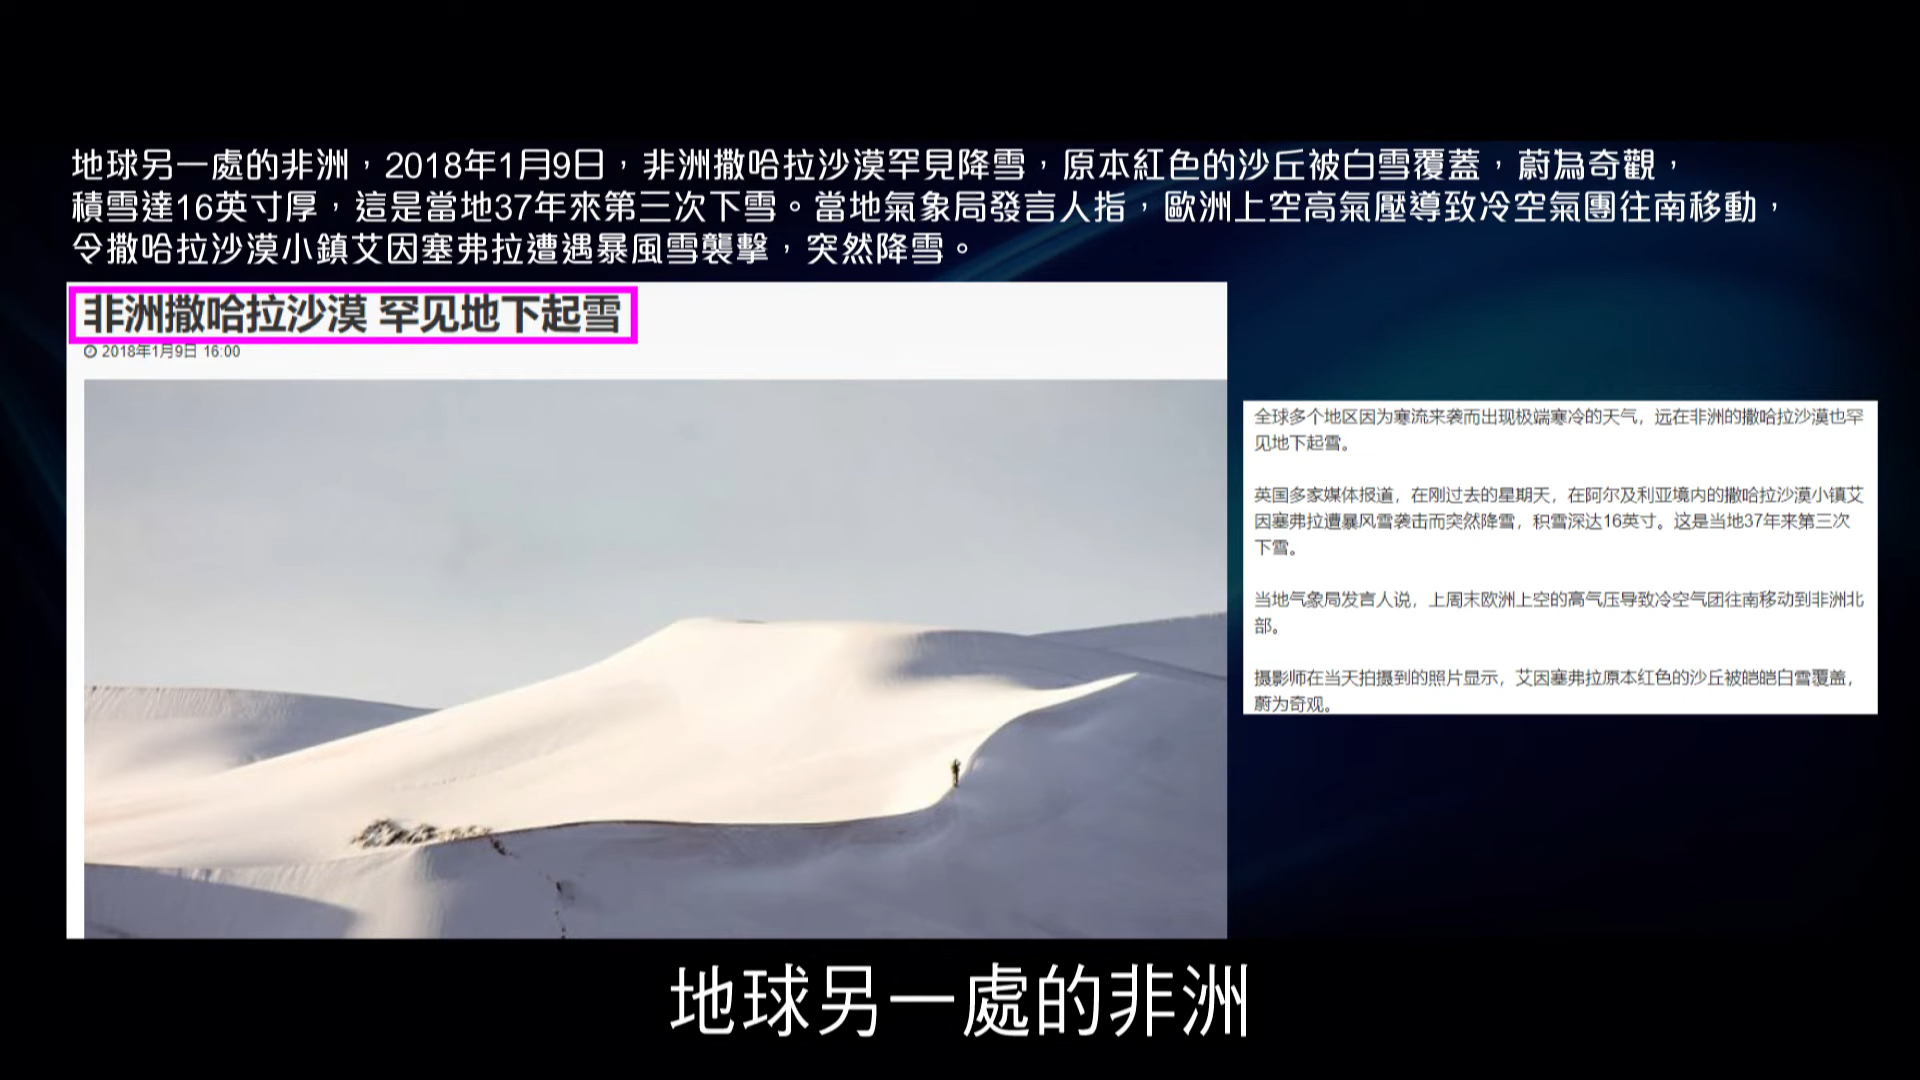 地球另一處的非洲，2018年1月9日，非洲撒哈拉沙漠罕見降雪，原本紅色的沙丘被白雪覆蓋，蔚為奇觀，
積雪達16英寸厚，這是當地37年來第三次下雪。當地氣象局發言人指，歐洲上空高氣壓導致冷空氣團往南移動，
令撒哈拉沙漠小鎮艾因塞弗拉遭遇暴風雪襲擊，突然降雪。
非洲撒哈拉沙漠 罕见地下起雪
2018年1月9日 16:00
全球多个地区因为寒流来袭而出现极端寒冷的天气，远在非洲的撒哈拉沙漠也罕
见地下起雪。
英国多家媒体报道，在刚过去的星期天，在阿尔及利亚境内的撒哈拉沙漠小镇艾
因塞弗拉遭暴风雪袭击而突然降雪，积雪深达16英寸。这是当地37年来第三次
下雪。
当地气象局发言人说，上周末欧洲上空的高气压导致冷空气团往南移动到非洲北
部。
摄影师在当天拍摄到的照片显示，艾因塞弗拉原本红色的沙丘被皑皑白雪覆盖，
蔚为奇观。
地球另一處的非洲